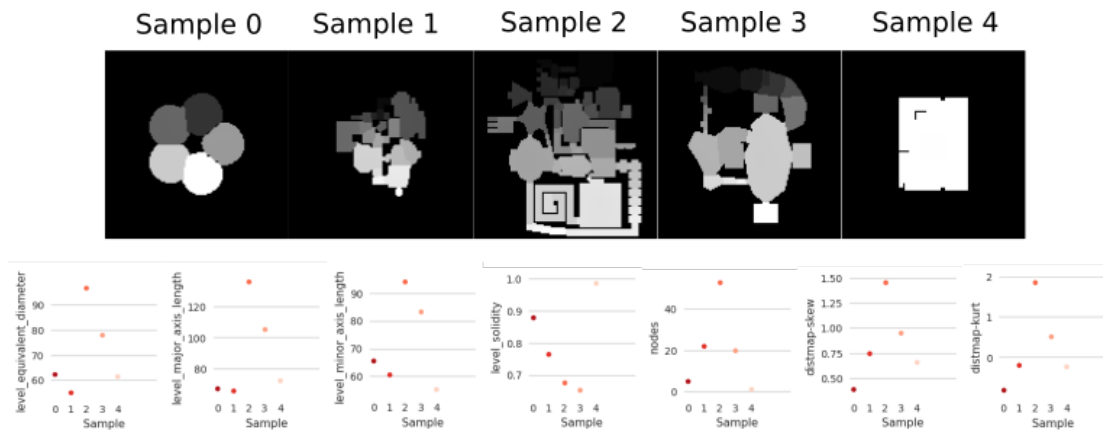 Sample 0 Sample 1 Sample 2 Sample 3 Sample 4
level_equivalent_diameter
90
80
70
60
0 1 2 3 4
Sample
level_major_axis_length
120
100
80
0 1 2 3 4
Sample
level_minor_axis_length
90
80
70
60
0 1 2 3 4
Sample
level_solidity
1.0
0.9
0.8
0.7
0 1 2 3 4
Sample
nodes
40
20
0
0 1 2 3 4
Sample
distmap-skew
1.50
1.25
1.00
0.75
0.50
0 1 2 3 4
Sample
distmap-kurt
2
1
0
0 1 2 3 4
Sample